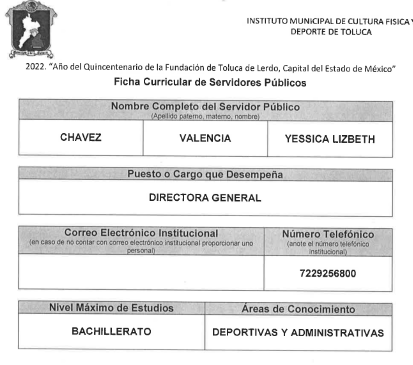 INSTITUTO MUNICIPAL DE CULTURA FISICA Y
DEPORTE DE TOLUCA
2022. "Año del Quincentenario de la Fundación de Toluca de Lerdo, Capital del Estado de México"
Ficha Curricular de Servidores Públicos
Nombre Completo del Servidor Público
(Apellido paterno, materno, nombre)
CHAVEZ VALENCIA YESSICA LIZBETH
Puesto o Cargo que Desempeña
DIRECTORA GENERAL
Correo Electrónico Institucional Número Telefónico
(en caso de no contar con correo electrónico institucional proporcionar uno personal) (anote el número telefónico institucional)
7229256800
Nivel Máximo de Estudios Áreas de Conocimiento
BACHILLERATO DEPORTIVAS Y ADMINISTRATIVAS